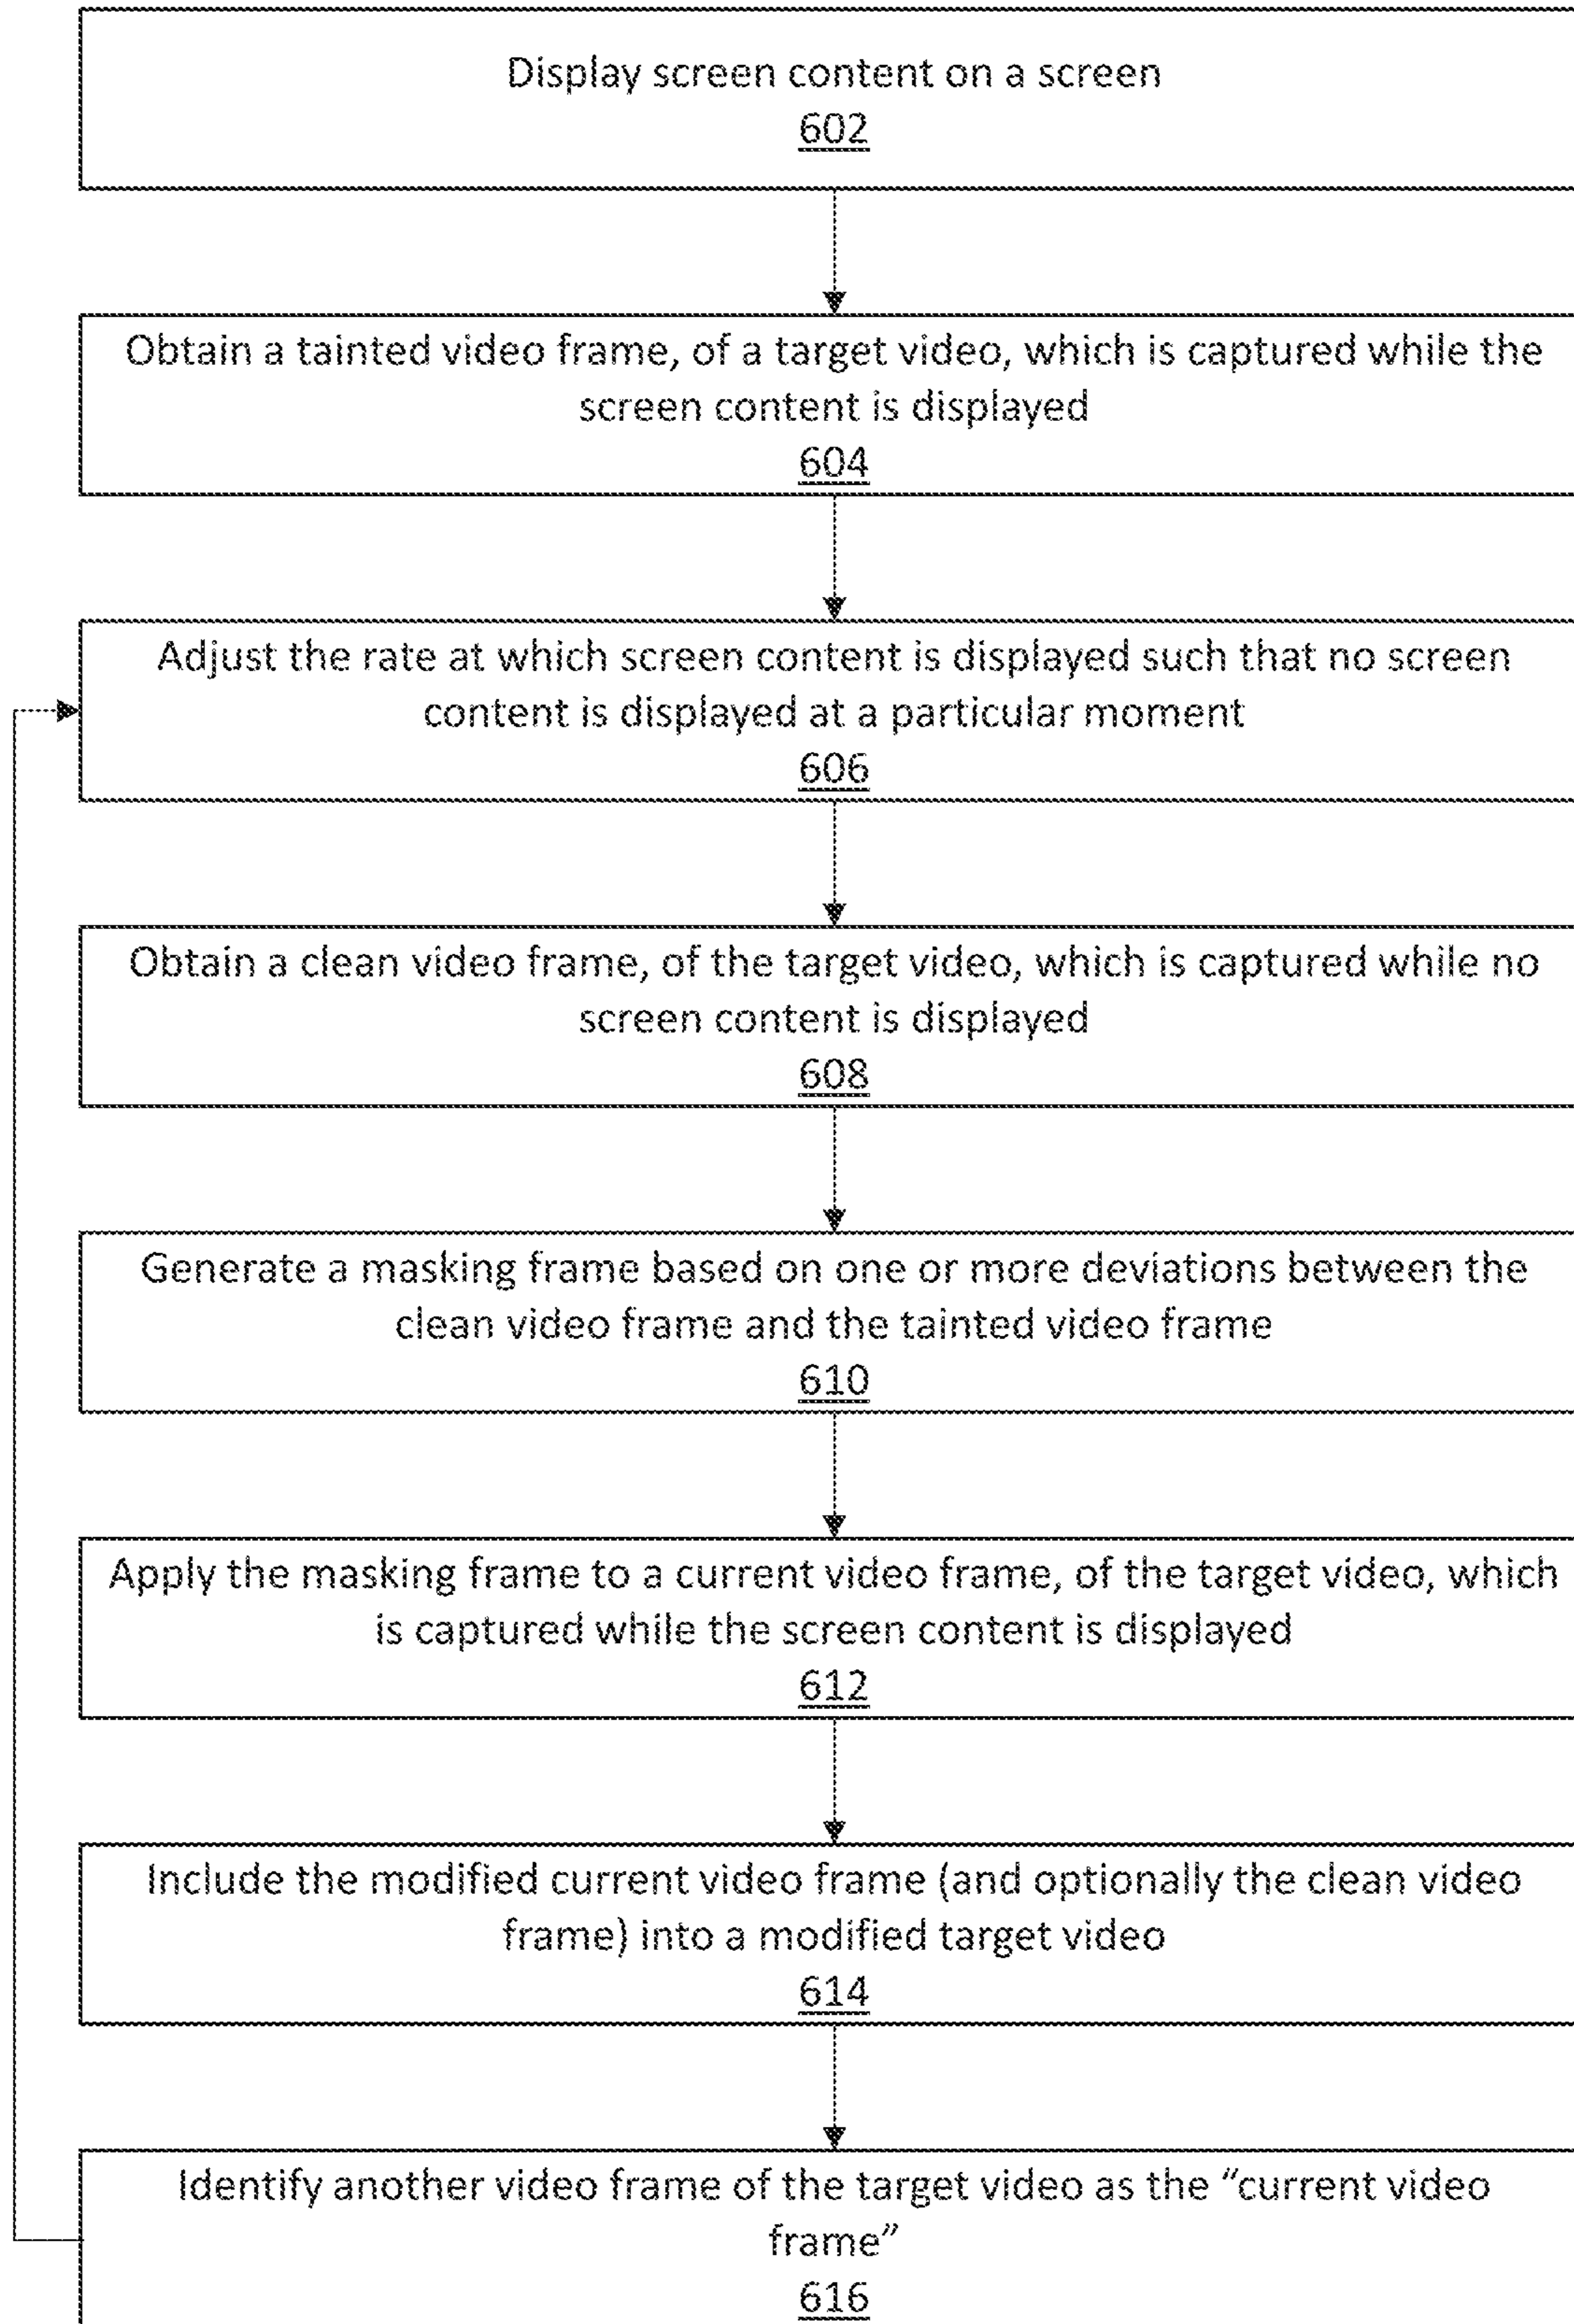 Display screen content on a screen
602
Obtain a tainted video frame, of a target video, which is captured while the
screen content is displayed
604
Adjust the rate at which screen content is displayed such that no screen
content is displayed at a particular moment
606
Obtain a clean video frame, of the target video, which is captured while no
screen content is displayed
608
Generate a masking frame based on one or more deviations between the
clean video frame and the tainted video frame
610
Apply the masking frame to a current video frame, of the target video, which
is captured while the screen content is displayed
612
Include the modified current video frame (and optionally the clean video
frame) into a modified target video
614
Identify another video frame of the target video as the “current video
frame”
616